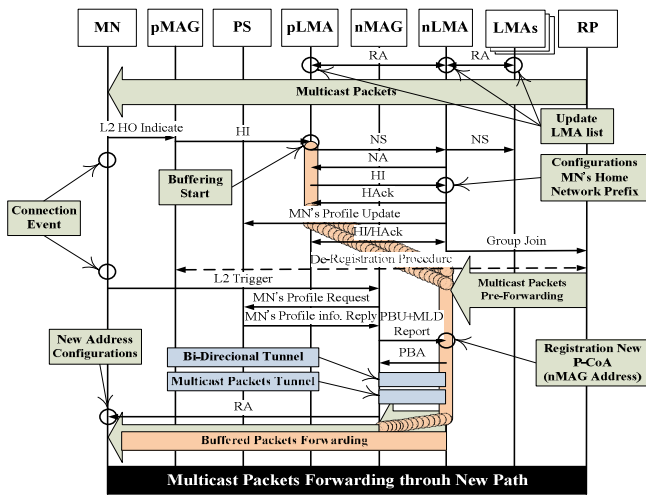 MN pMAG PS pLMA nMAG nLMA LMAs RP
RA RA
Multicast Packets
Update
LMA list
L2 HO Indicate
HI
NS NS
Buffering
Start
NA
HI
HAck
Configurations
MN's Home
Network Prefix
Connection
Event
MN's Profile Update
HI/HAck
Group Join
De-Registration Procedure
L2 Trigger
Multicast Packets
Pre-Forwarding
MN's Profile Request
MN's Profile info. Reply
PBU+MLD
Report
New Address
Configurations
Bi-Direcional Tunnel
PBA
Registration New
P-CoA
(nMAG Address)
Multicast Packets Tunnel
RA
Buffered Packets Forwarding
Multicast Packets Forwarding throuh New Path